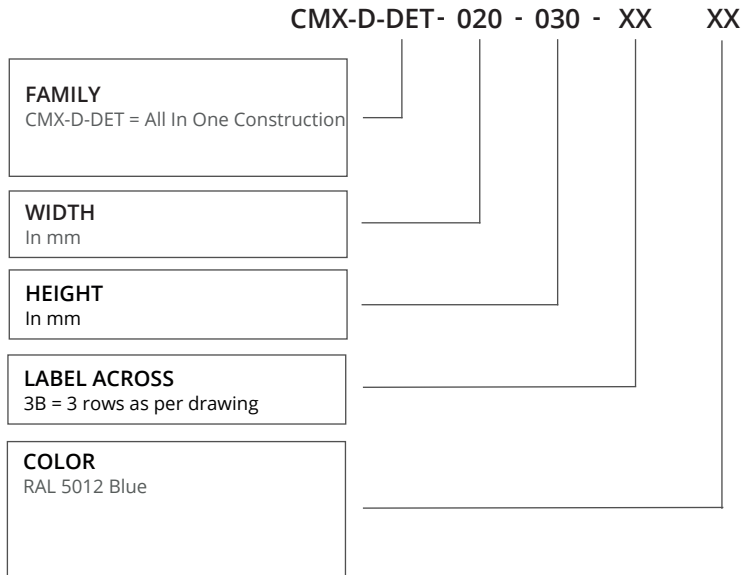 CMX-D-DET- 020 - 030 - XX XX
FAMILY
CMX-D-DET = All In One Construction
WIDTH
In mm
HEIGHT
In mm
LABEL ACROSS
3B = 3 rows as per drawing
COLOR
RAL 5012 Blue